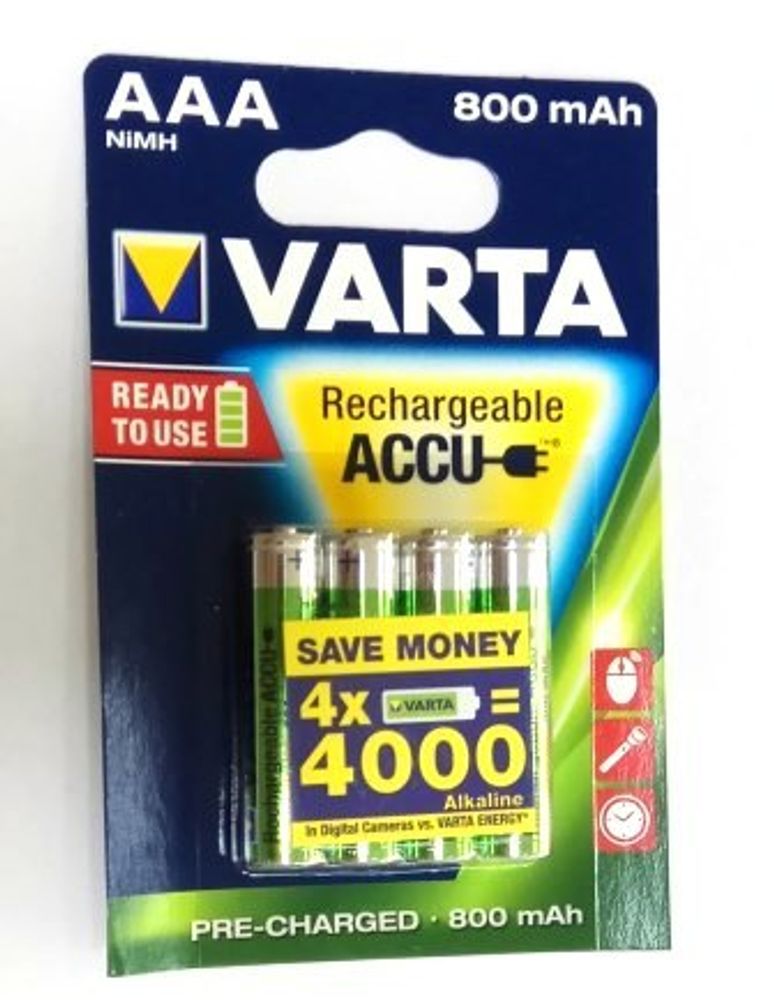 AAA
800 mAh
NiMH
VARTA
READY
TO USE
Rechargeable
ACCU
SAVE MONEY
4x VARTA =
4000
Alkaline
In Digital Cameras vs. VARTA ENERGY*
Rechargeable ACCU
PRE-CHARGED · 800 mAh